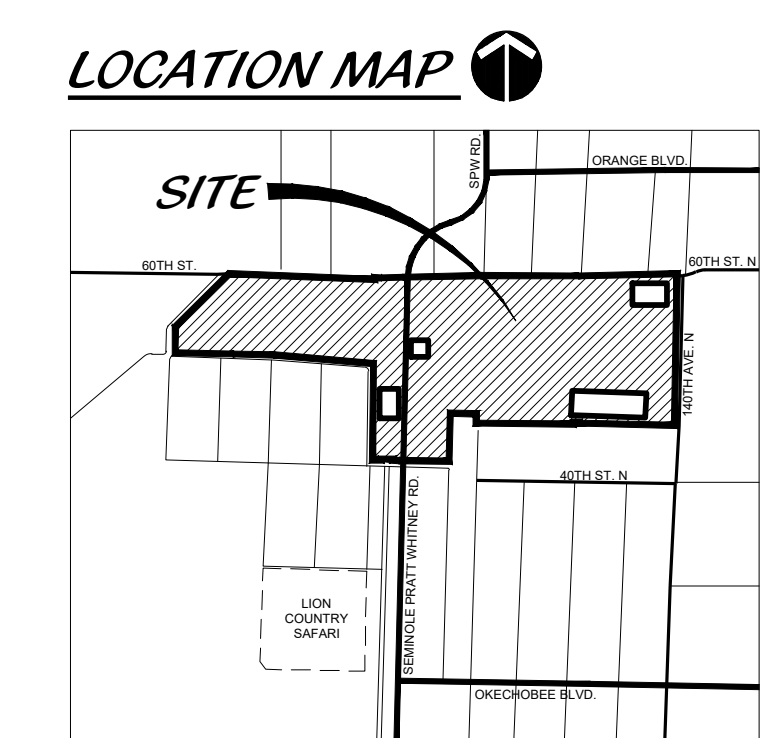 LOCATION MAP
SPW RD.
ORANGE BLVD.
SITE
60TH ST.
60TH ST. N
140TH AVE. N
40TH ST. N
SEMINOLE PRATT WHITNEY RD.
LION
COUNTRY
SAFARI
OKECHOBEE BLVD.